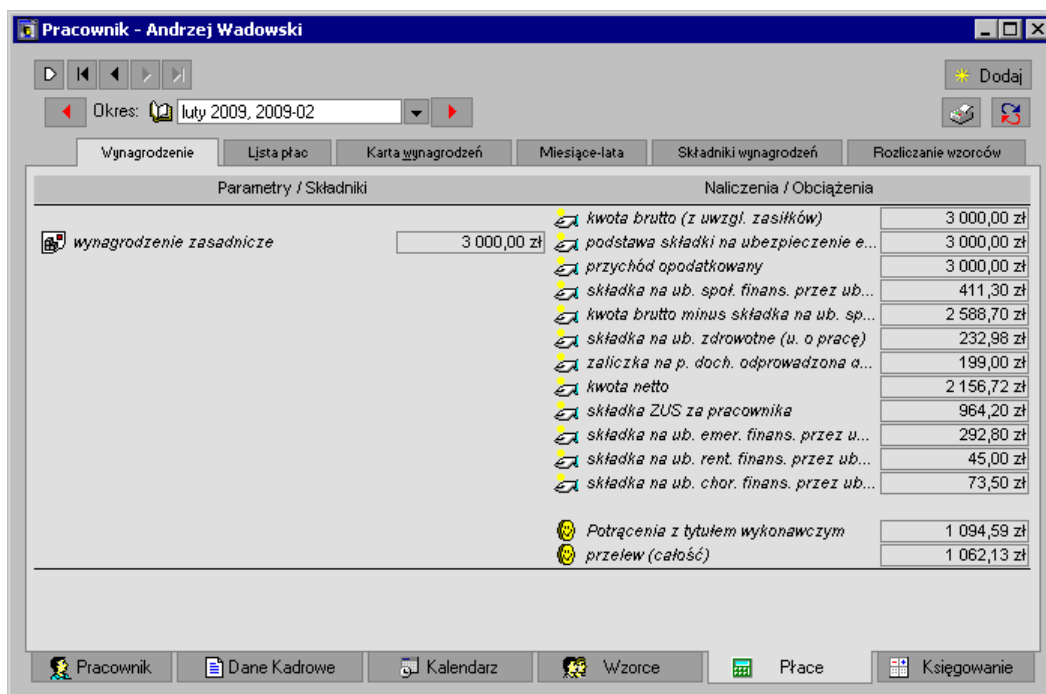 Pracownik - Andrzej Wadowski
Dodaj
Okres: luty 2009, 2009-02
Wynagrodzenie Lista płac Karta wynagrodzeń Miesiące-lata Składniki wynagrodzeń Rozliczanie wzorców
Parametry / Składniki Naliczenia / Obciążenia
kwota brutto (z uwzgl. zasiłków) 3 000,00 zł
wynagrodzenie zasadnicze 3 000,00 zł podstawa składki na ubezpieczenie e... 3 000,00 zł
przychód opodatkowany 3 000,00 zł
składka na ub. społ. finans. przez ub... 411,30 zł
kwota brutto minus składka na ub. sp... 2 588,70 zł
składka na ub. zdrowotne (u. o pracę) 232,98 zł
zaliczka na p. doch. odprowadzona d... 199,00 zł
kwota netto 2 156,72 zł
składka ZUS za pracownika 964,20 zł
składka na ub. emer. finans. przez u... 292,80 zł
składka na ub. rent. finans. przez ub... 45,00 zł
składka na ub. chor. finans. przez ub... 73,50 zł
Potrącenia z tytułem wykonawczym 1 094,59 zł
przelew (całość) 1 062,13 zł
Pracownik Dane Kadrowe Kalendarz Wzorce Płace Księgowanie